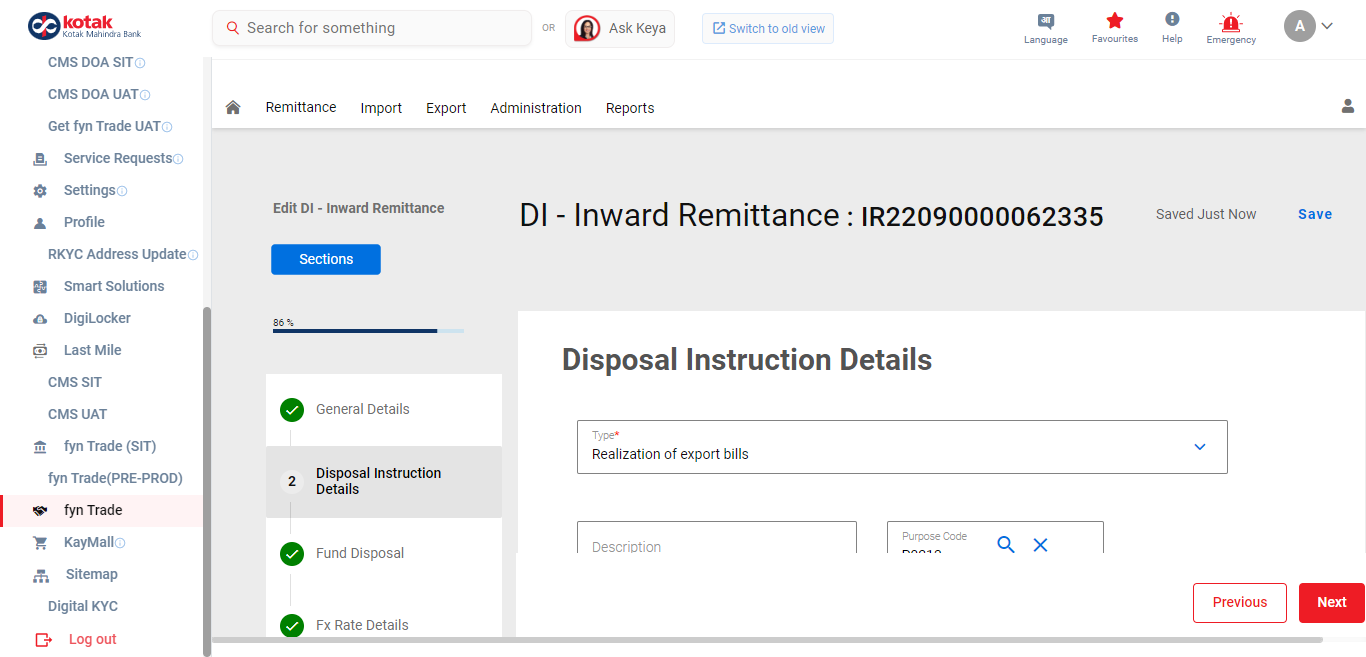 kotak
Kotak Mahindra Bank
Search for something
OR
Ask Keya
Switch to old view
अI
Language
Favourites
Help
Emergency
A
CMS DOA SIT
CMS DOA UAT
Get fyn Trade UAT
Service Requests
Settings
Profile
RKYC Address Update
Smart Solutions
DigiLocker
Last Mile
CMS SIT
CMS UAT
fyn Trade (SIT)
fyn Trade(PRE-PROD)
fyn Trade
KayMall
Sitemap
Digital KYC
Log out
Remittance
Import
Export
Administration
Reports
Edit DI - Inward Remittance
Sections
86 %
General Details
2
Disposal Instruction
Details
Fund Disposal
Fx Rate Details
DI - Inward Remittance : IR22090000062335
Saved Just Now
Save
Disposal Instruction Details
Type*
Realization of export bills
Description
Purpose Code
Previous
Next